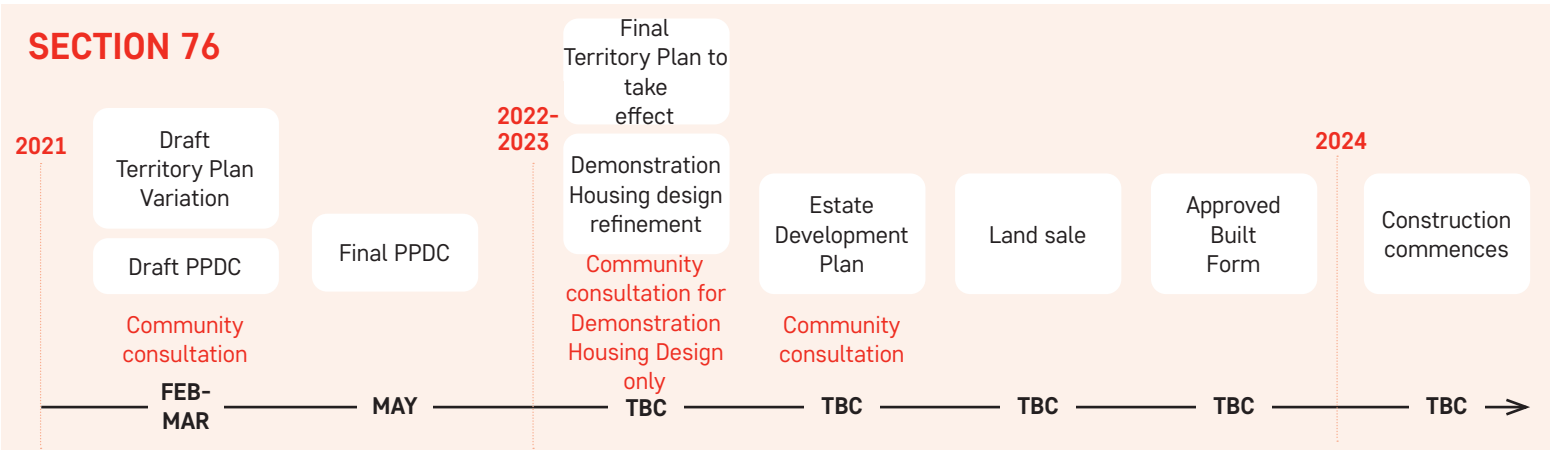 SECTION 76
2021
Draft
Territory Plan
Variation
Draft PPDC
Community
consultation
FEB-
MAR
Final PPDC
MAY
2022-
2023
Final
Territory Plan to
take
effect
Demonstration
Housing design
refinement
Community
consultation for
Demonstration
Housing Design
only
TBC
Estate
Development
Plan
Community
consultation
TBC
Land sale
TBC
Approved
Built
Form
TBC
2024
Construction
commences
TBC